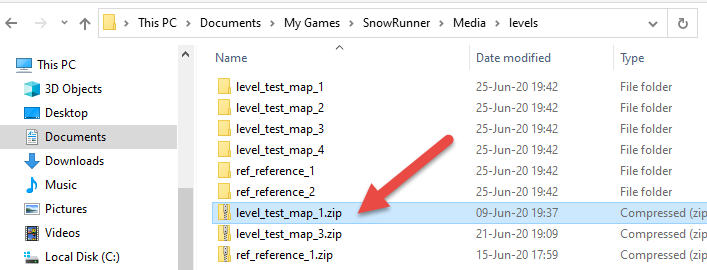 This PC > Documents > My Games > SnowRunner > Media > levels
This PC
3D Objects
Desktop
Documents
Downloads
Music
Pictures
Videos
Local Disk (C:)
Name Date modified Type
level_test_map_1 25-Jun-20 19:42 File folder
level_test_map_2 25-Jun-20 19:42 File folder
level_test_map_3 25-Jun-20 19:42 File folder
level_test_map_4 25-Jun-20 19:42 File folder
ref_reference_1 25-Jun-20 19:42 File folder
ref_reference_2 25-Jun-20 19:42 File folder
level_test_map_1.zip 09-Jun-20 19:37 Compressed (zip
level_test_map_3.zip 21-Jun-20 19:09 Compressed (zip
ref_reference_1.zip 15-Jun-20 17:59 Compressed (zip